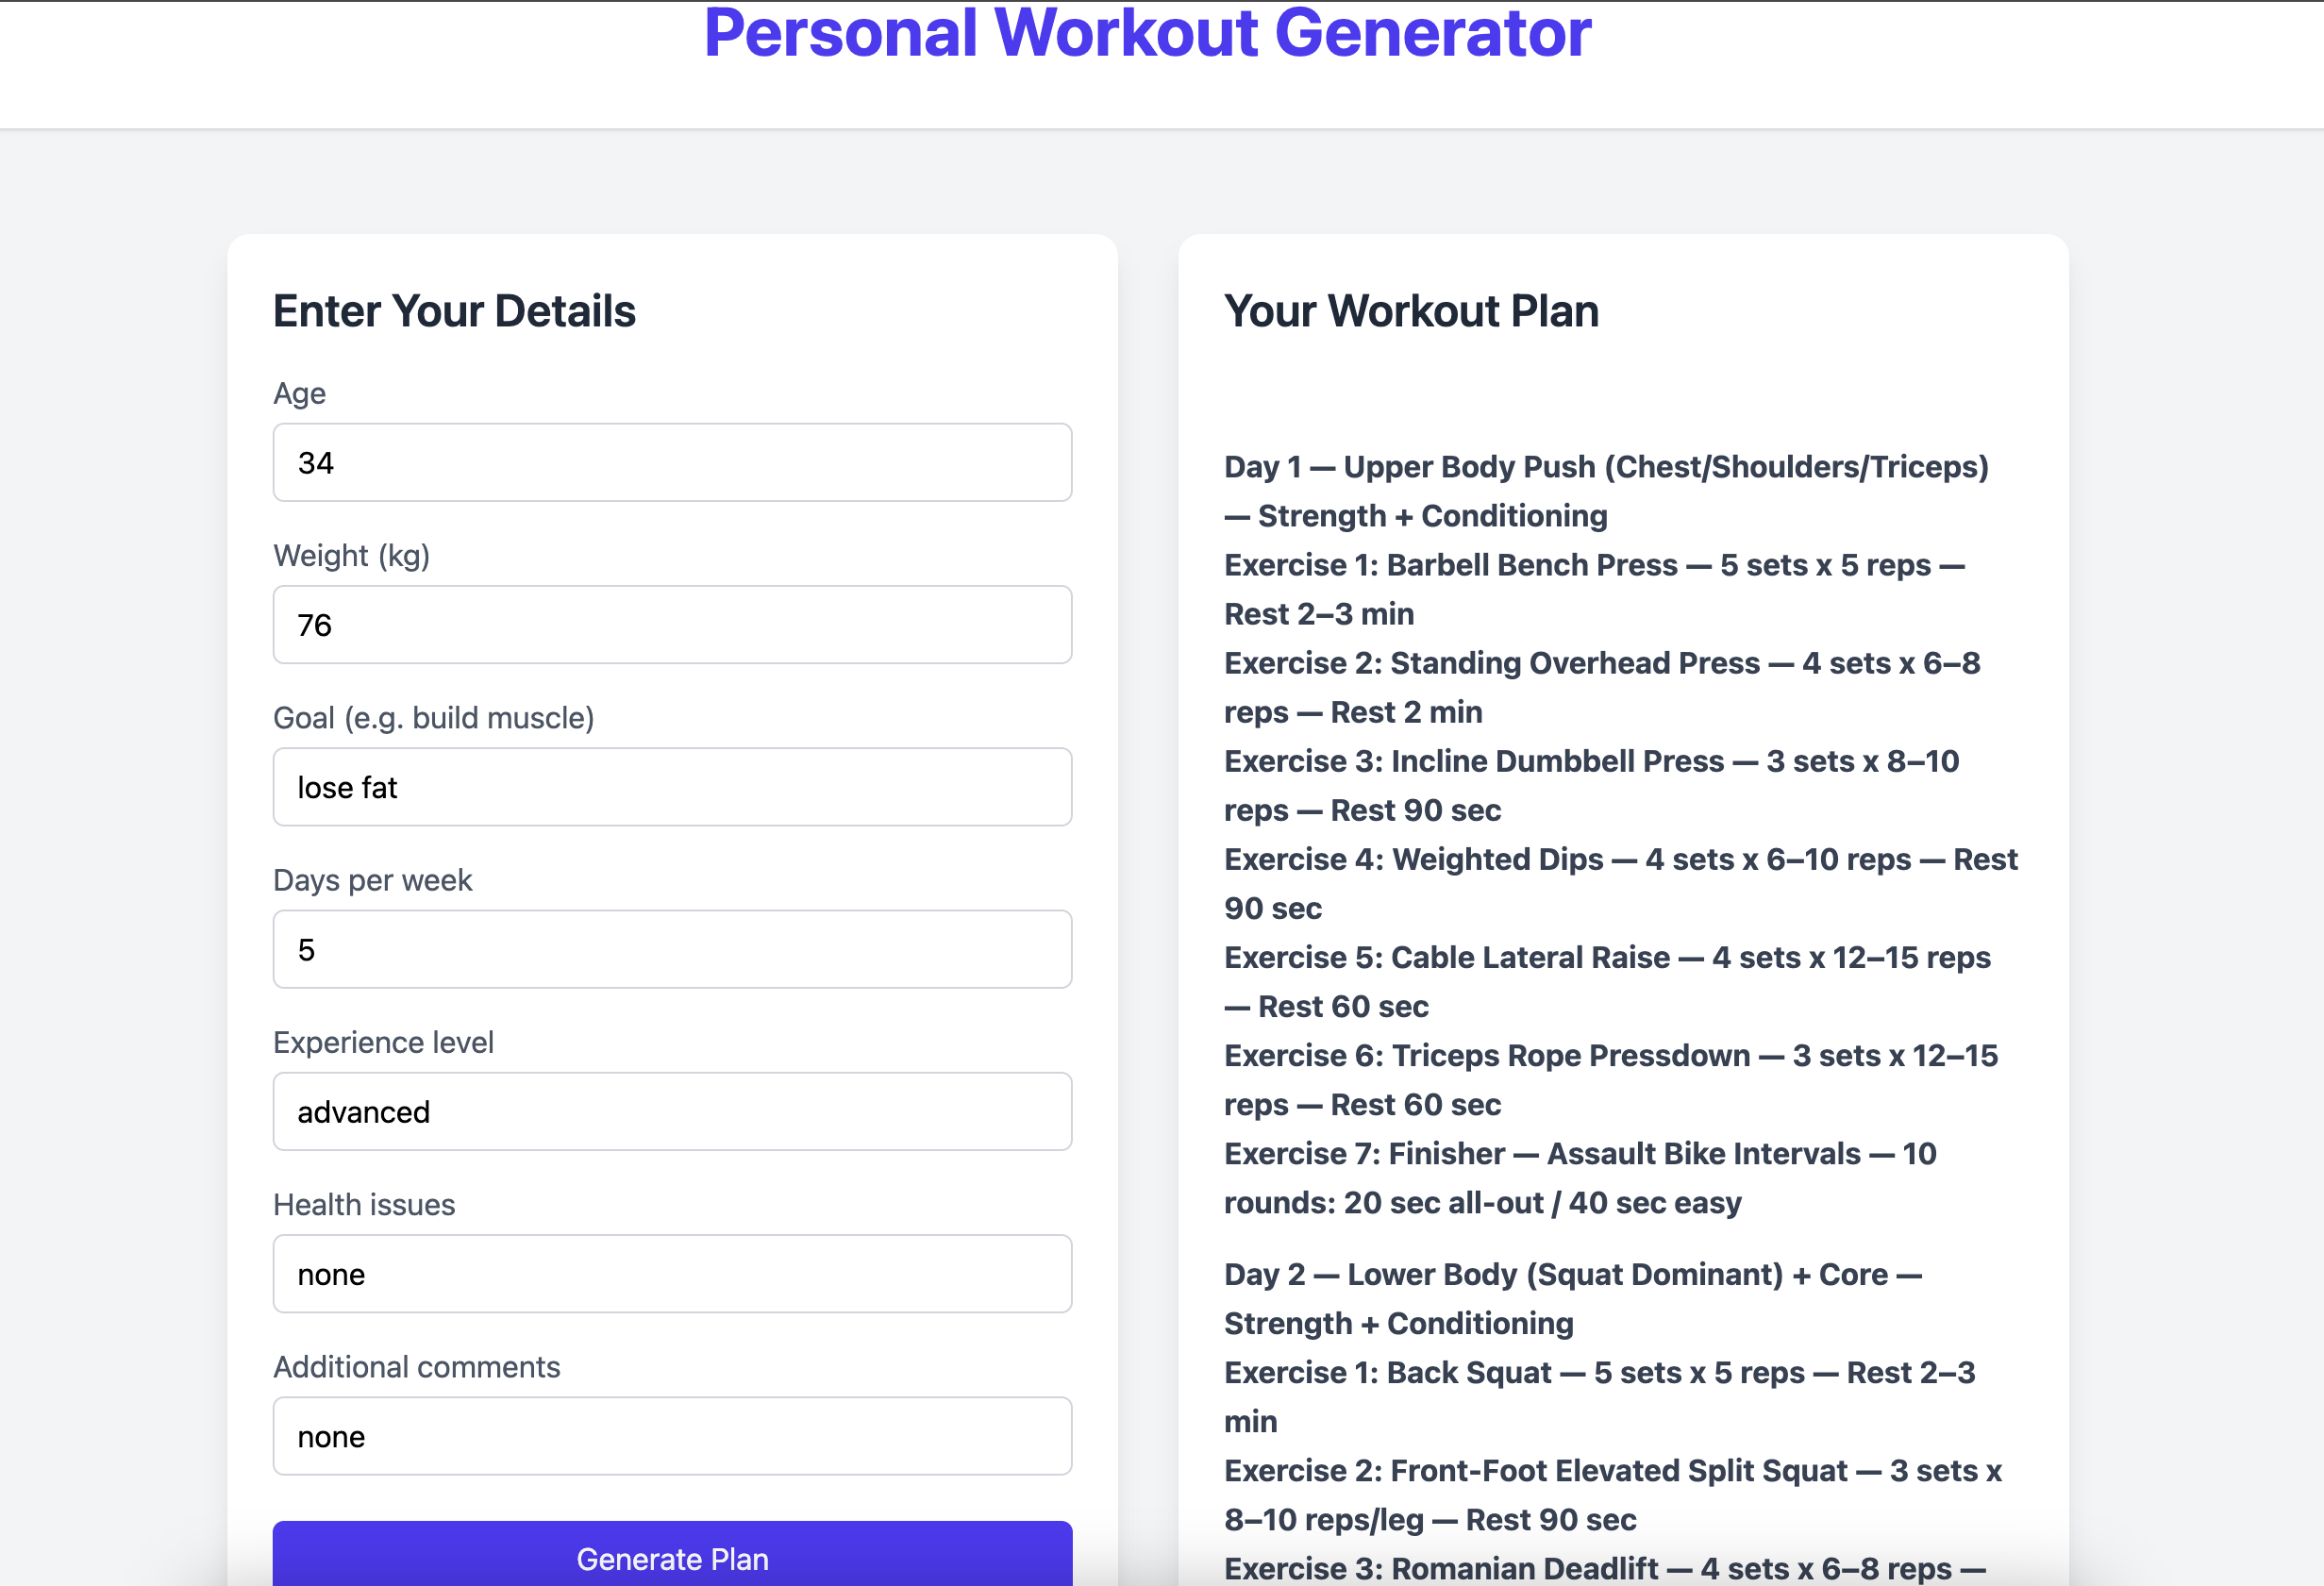 Personal Workout Generator
Enter Your Details
Age
34
Weight (kg)
76
Goal (e.g. build muscle)
lose fat
Days per week
5
Experience level
advanced
Health issues
none
Additional comments
none
Generate Plan
Your Workout Plan
Day 1 — Upper Body Push (Chest/Shoulders/Triceps)
— Strength + Conditioning
Exercise 1: Barbell Bench Press — 5 sets x 5 reps —
Rest 2–3 min
Exercise 2: Standing Overhead Press — 4 sets x 6–8
reps — Rest 2 min
Exercise 3: Incline Dumbbell Press — 3 sets x 8–10
reps — Rest 90 sec
Exercise 4: Weighted Dips — 4 sets x 6–10 reps — Rest
90 sec
Exercise 5: Cable Lateral Raise — 4 sets x 12–15 reps
— Rest 60 sec
Exercise 6: Triceps Rope Pressdown — 3 sets x 12–15
reps — Rest 60 sec
Exercise 7: Finisher — Assault Bike Intervals — 10
rounds: 20 sec all-out / 40 sec easy
Day 2 — Lower Body (Squat Dominant) + Core —
Strength + Conditioning
Exercise 1: Back Squat — 5 sets x 5 reps — Rest 2–3
min
Exercise 2: Front-Foot Elevated Split Squat — 3 sets x
8–10 reps/leg — Rest 90 sec
Exercise 3: Romanian Deadlift — 4 sets x 6–8 reps —